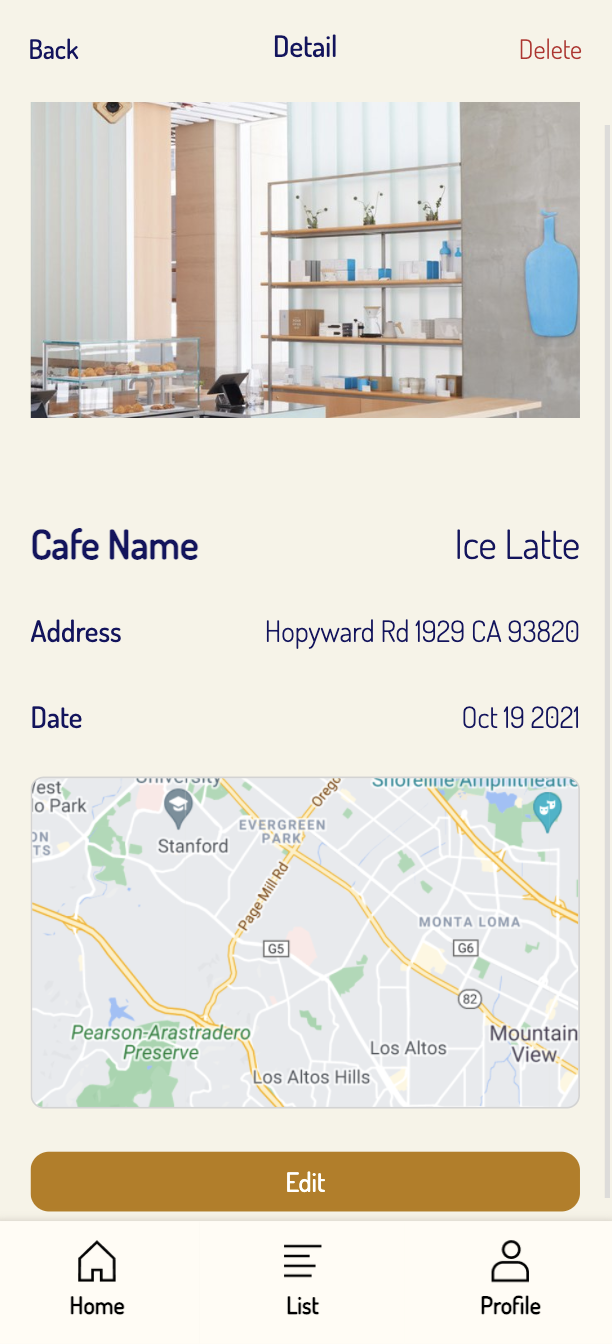 Back
Detail
Delete
Cafe Name
Ice Latte
Address
Hopyward Rd 1929 CA 93820
Date
Oct 19 2021
University
Shoreline Amphitheatre
lo Park
Orego
Stanford
EVERGREEN
PARK
ON
TS
Page Mill Rd
MONTA LOMA
G5
G6
82
Pearson-Arastradero
Preserve
Los Altos
Mountain
View
Los Altos Hills
Edit
Home
List
Profile